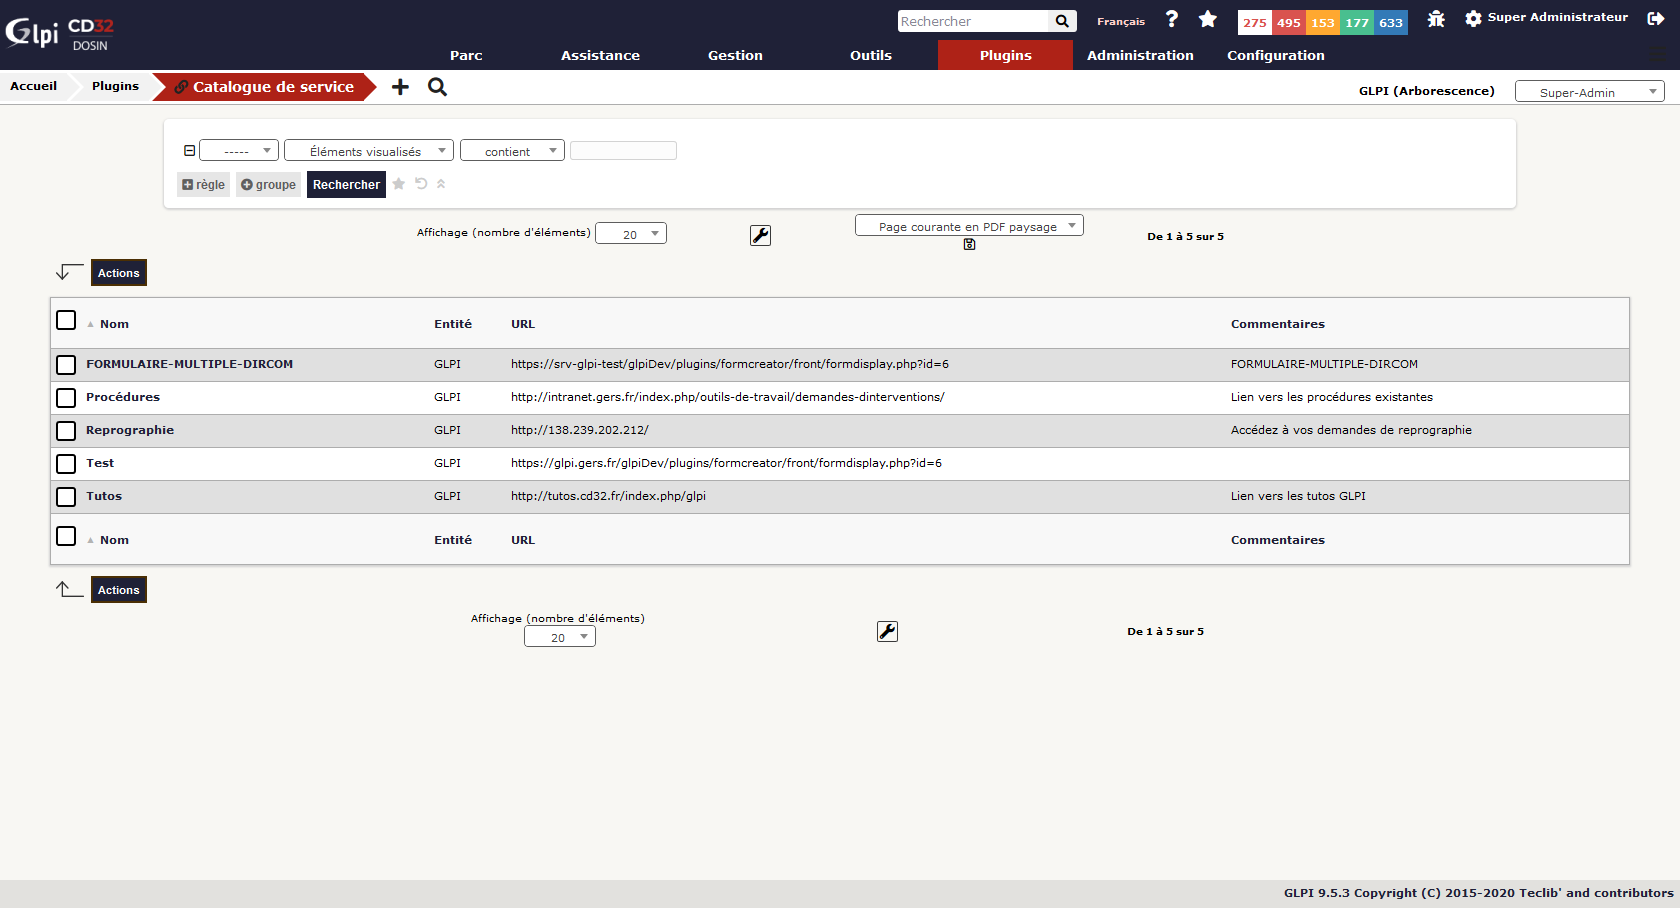 Glpi CD32
DOSIN
Rechercher
Français
?
275 495 153 177 633
Super Administrateur
Parc Assistance Gestion Outils Plugins Administration Configuration
Accueil Plugins Catalogue de service
GLPI (Arborescence) Super-Admin
----- Éléments visualisés contient
règle groupe Rechercher
Affichage (nombre d'éléments) 20 Page courante en PDF paysage De 1 à 5 sur 5
Actions
Nom Entité URL Commentaires
FORMULAIRE-MULTIPLE-DIRCOM GLPI https://srv-glpi-test/glpiDev/plugins/formcreator/front/formdisplay.php?id=6 FORMULAIRE-MULTIPLE-DIRCOM
Procédures GLPI http://intranet.gers.fr/index.php/outils-de-travail/demandes-dinterventions/ Lien vers les procédures existantes
Reprographie GLPI http://138.239.202.212/ Accédez à vos demandes de reprographie
Test GLPI https://glpi.gers.fr/glpiDev/plugins/formcreator/front/formdisplay.php?id=6
Tutos GLPI http://tutos.cd32.fr/index.php/glpi Lien vers les tutos GLPI
Nom Entité URL Commentaires
Actions
Affichage (nombre d'éléments)
20
De 1 à 5 sur 5
GLPI 9.5.3 Copyright (C) 2015-2020 Teclib' and contributors